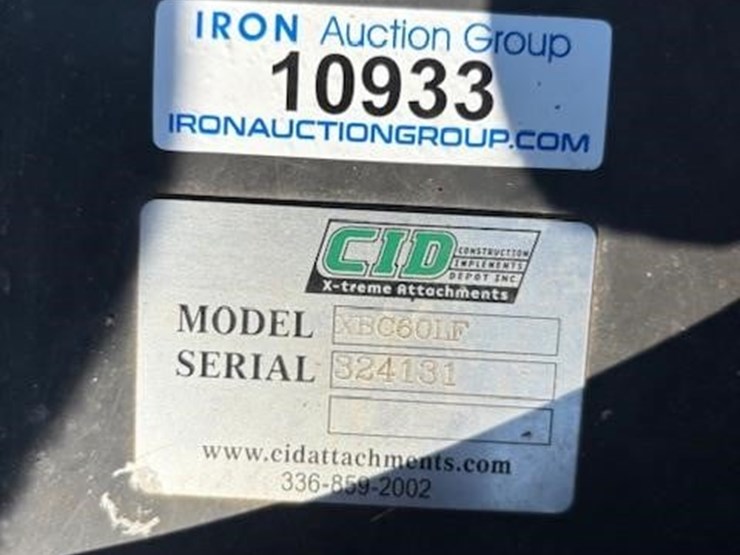 IRON Auction Group
10933
IRONAUCTIONGROUP.COM
CID
CONSTRUCTION
IMPLEMENTS
DEPOT INC.
X-treme Attachments
MODEL XBC60LF
SERIAL 324131
www.cidattachments.com
336-859-2002